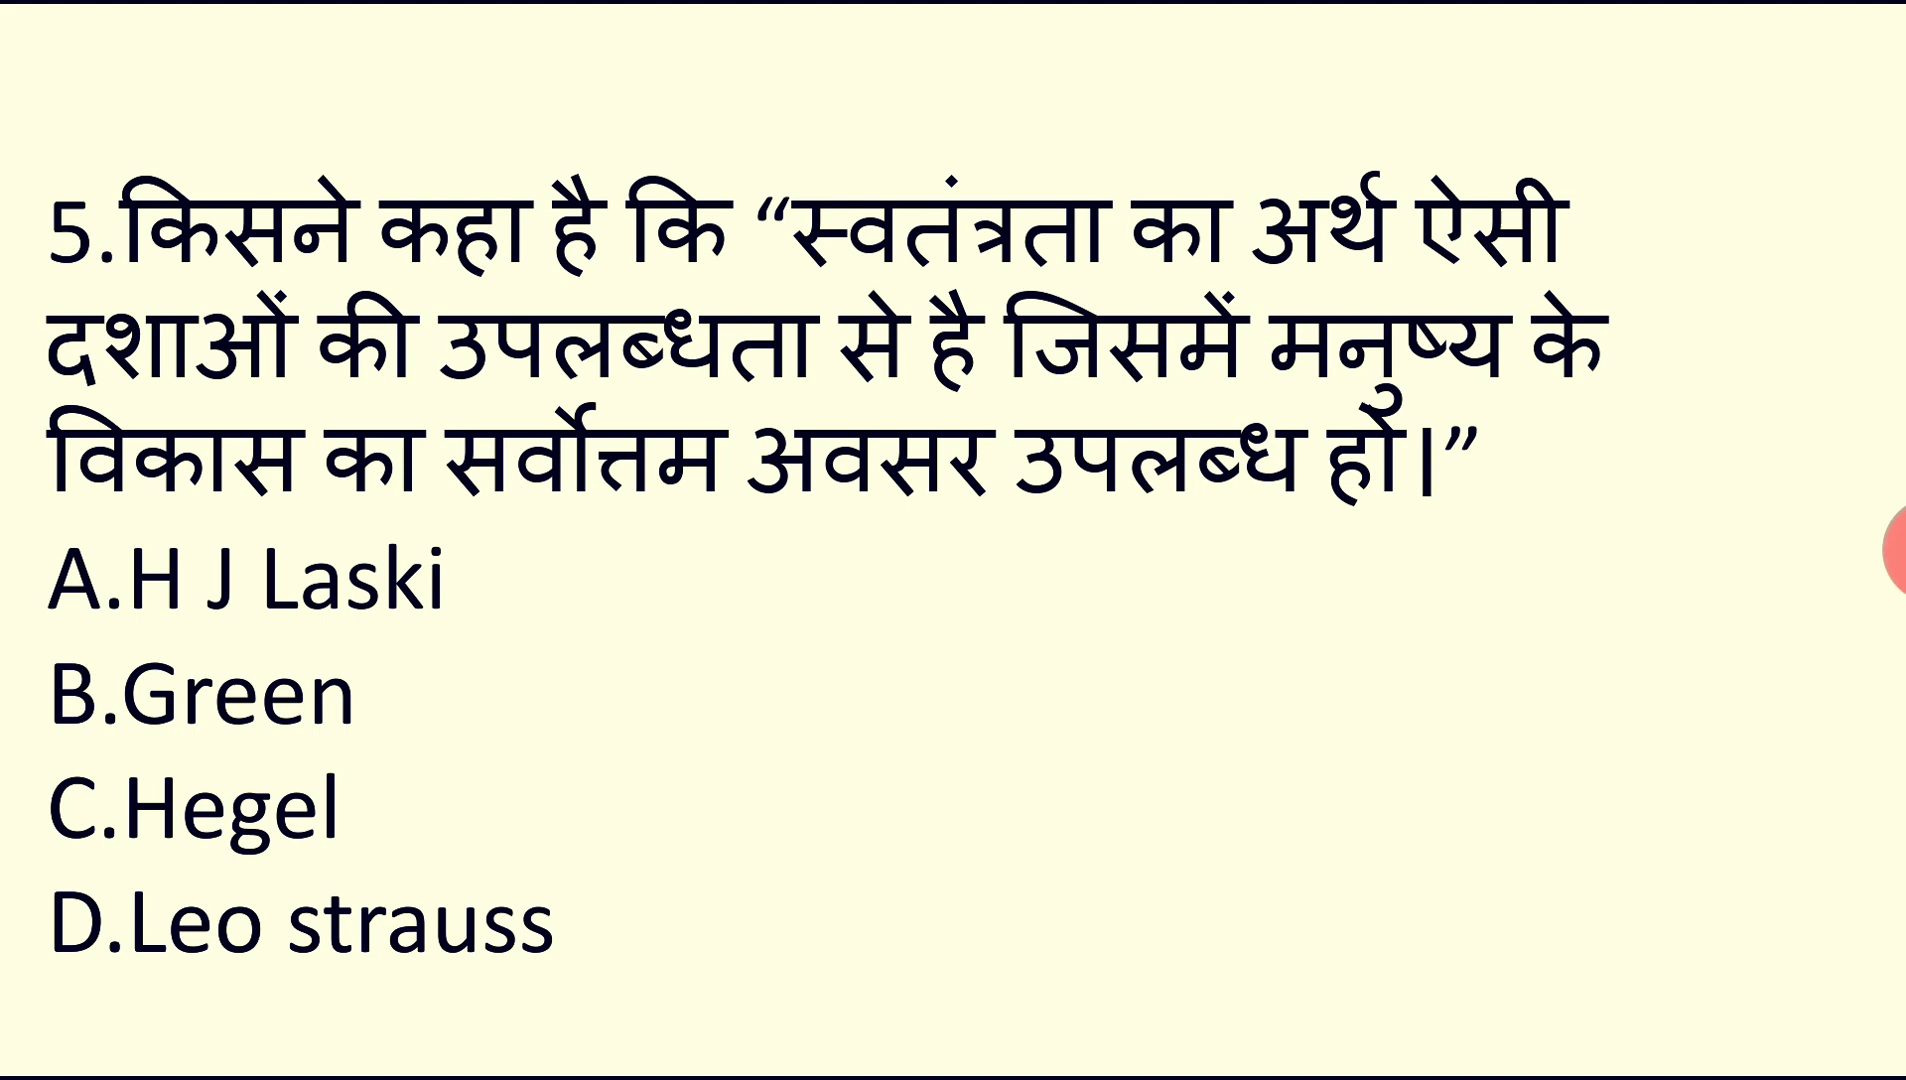 5.किसने कहा है कि “स्वतंत्रता का अर्थ ऐसी
दशाओं की उपलब्धता से है जिसमें मनुष्य के
विकास का सर्वोत्तम अवसर उपलब्ध हो।”
A.H J Laski
B.Green
C.Hegel
D.Leo strauss